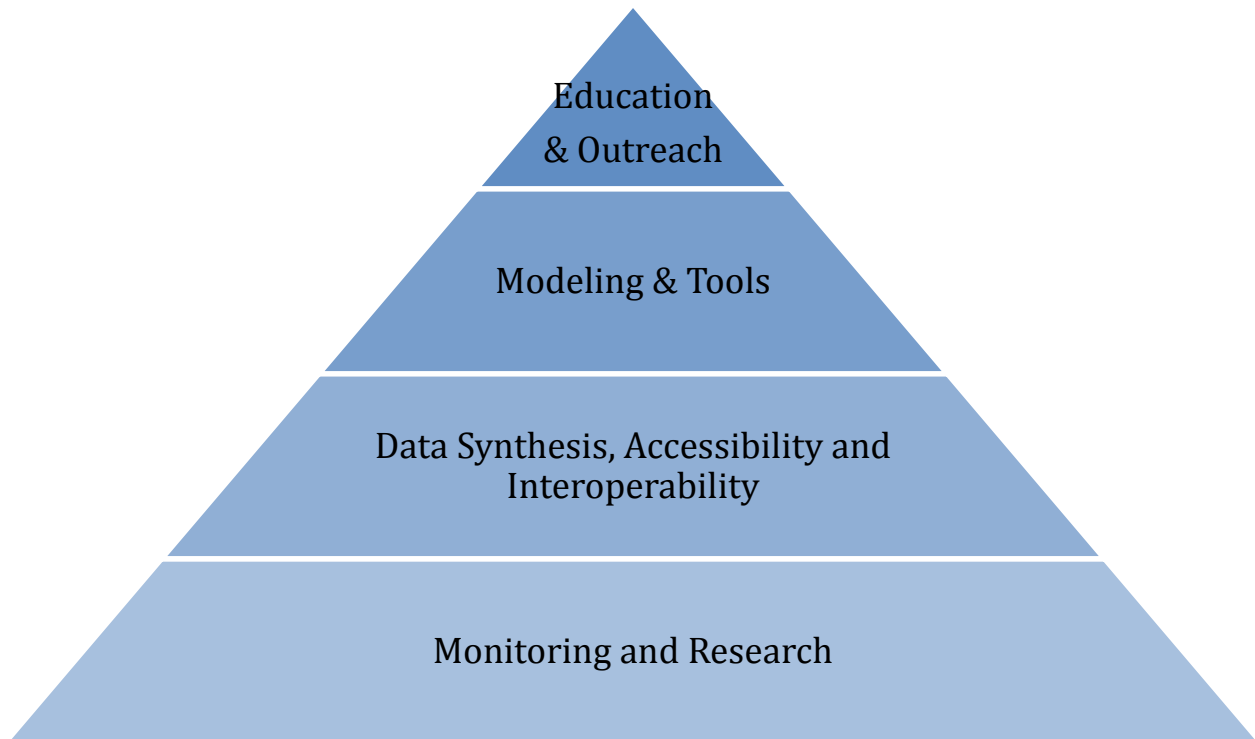 Education
& Outreach
Modeling & Tools
Data Synthesis, Accessibility and
Interoperability
Monitoring and Research